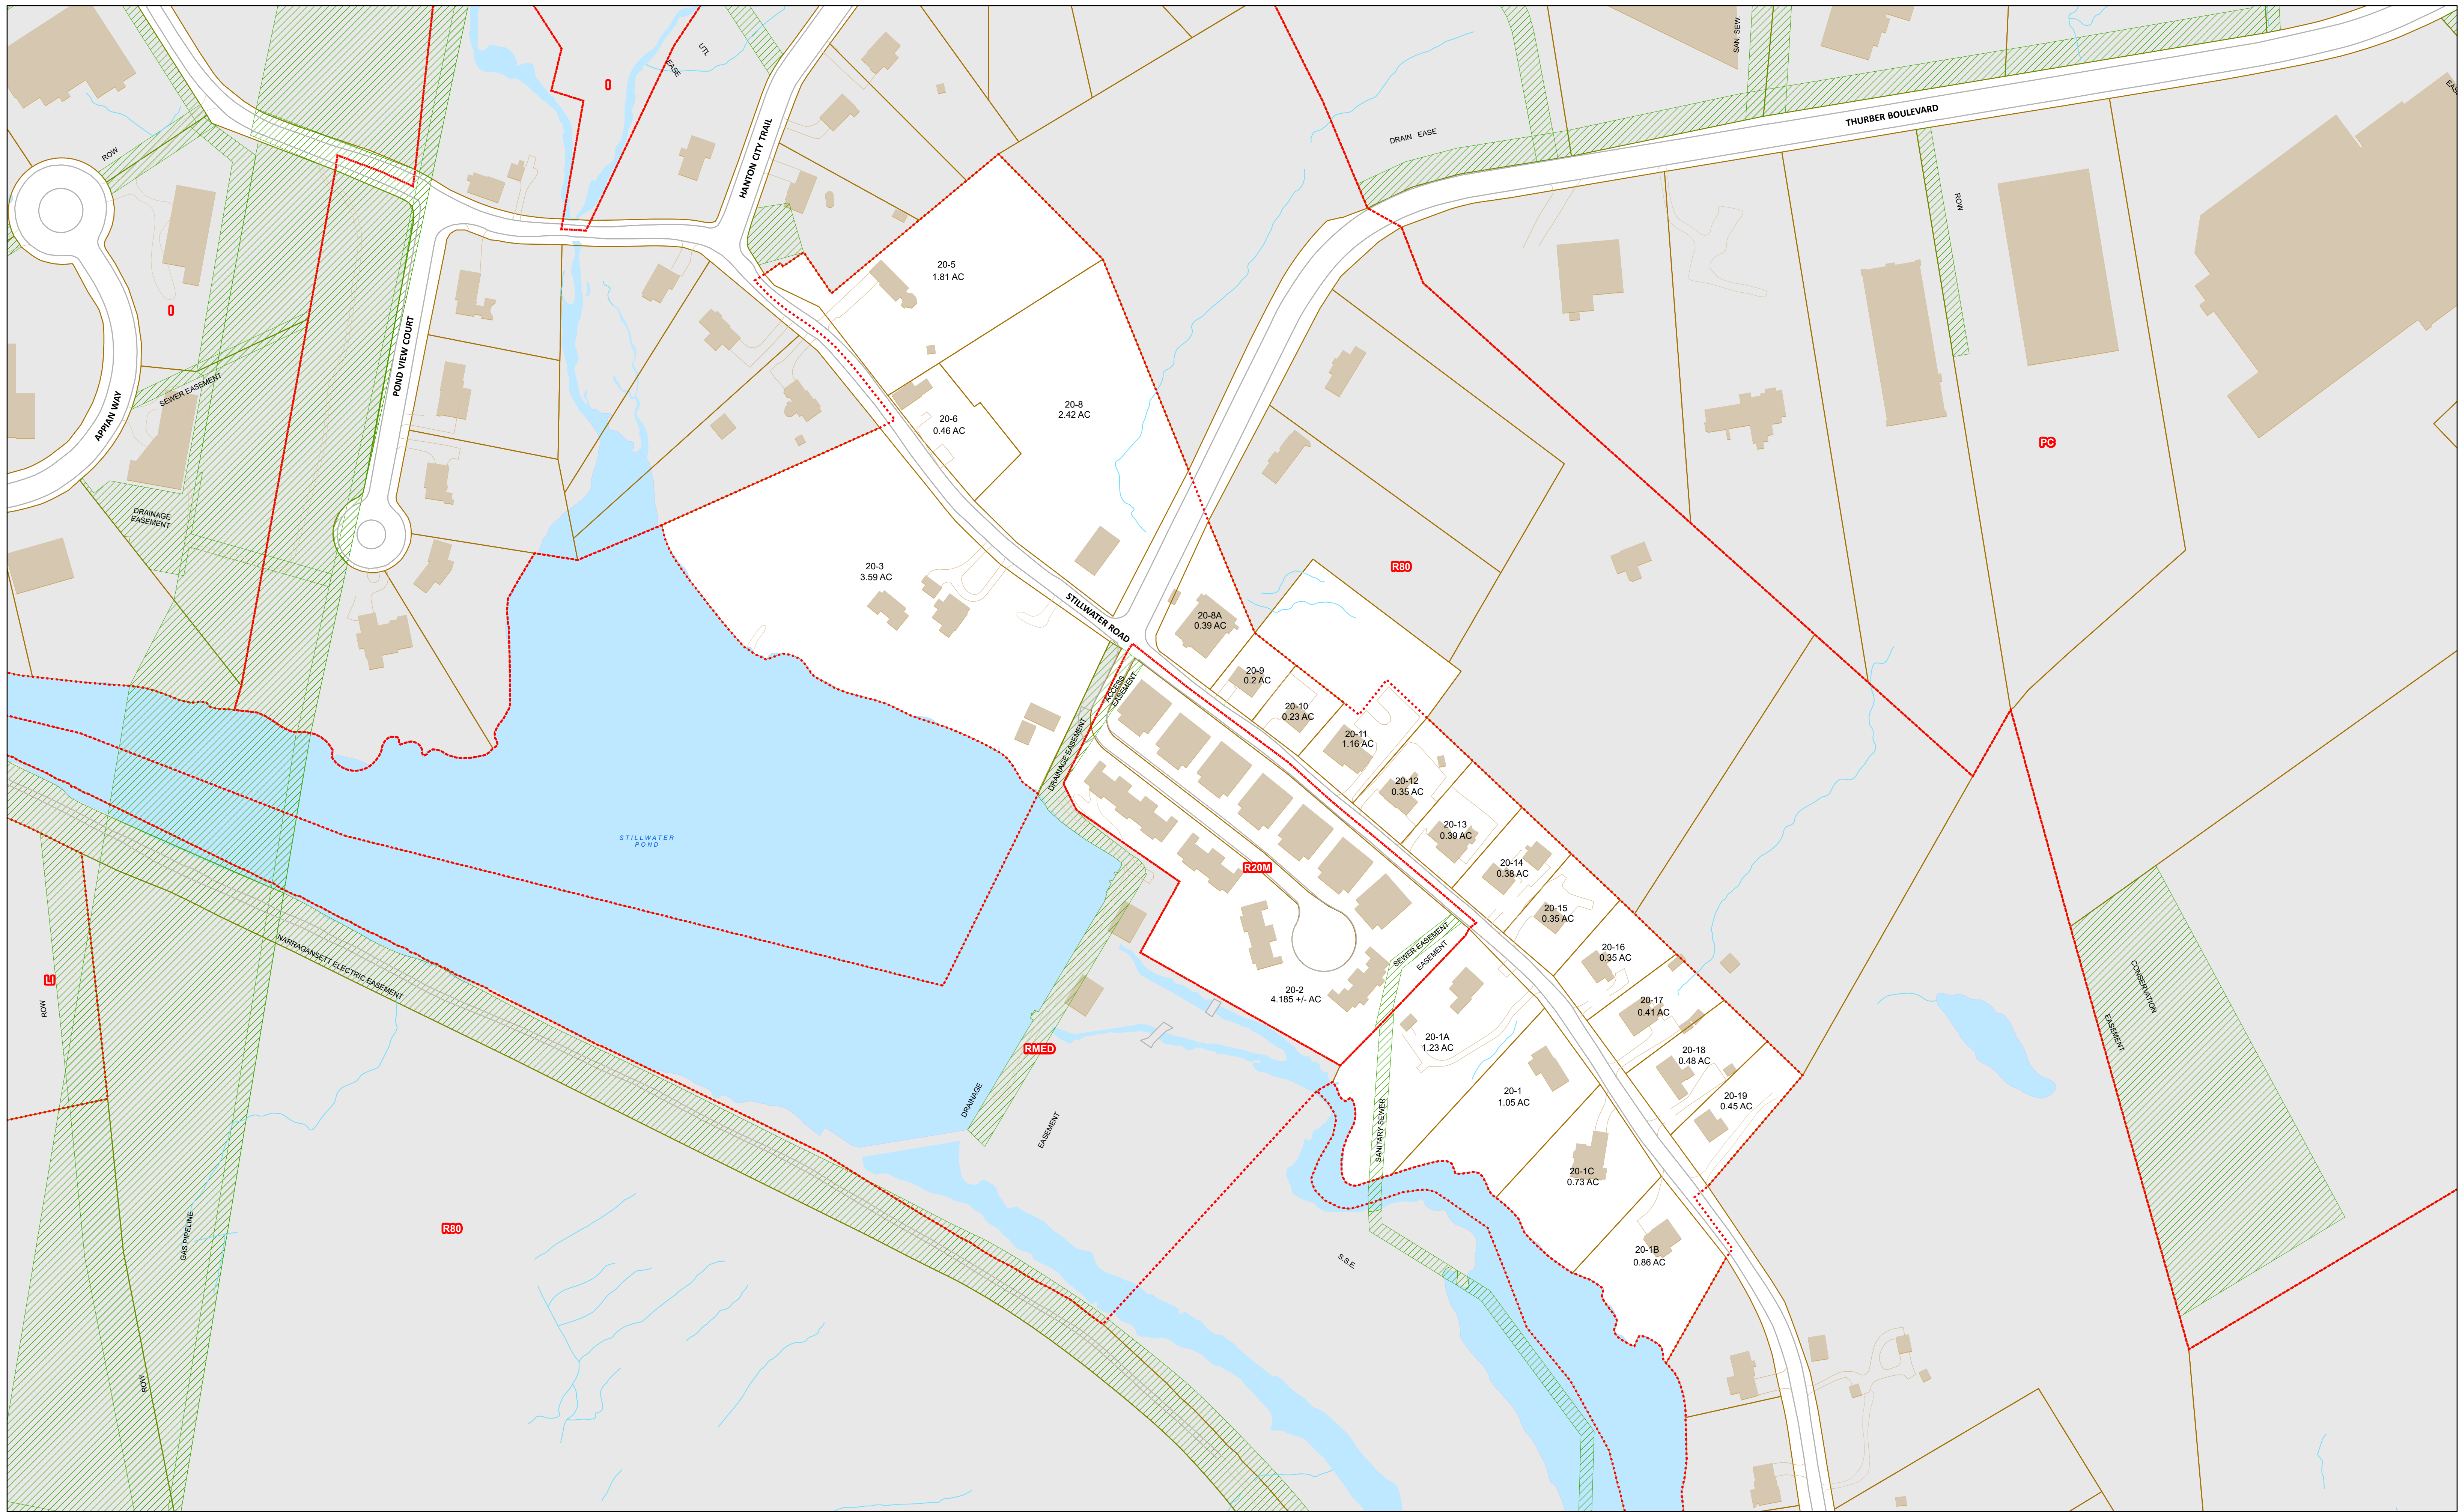 SAN. SEW.
UTL
EASE
I
EAS
THURBER BOULEVARD
DRAIN EASE
HANTON CITY TRAIL
ROW
ROW
20-5
1.81 AC
I
POND VIEW COURT
SEWER EASEMENT
APPIAN WAY
20-8
2.42 AC
20-6
0.46 AC
PC
DRAINAGE
EASEMENT
20-3
3.59 AC
R80
STILLWATER ROAD
20-8A
0.39 AC
20-9
0.2 AC
ACCESS
EASEMENT
20-10
0.23 AC
20-11
1.16 AC
DRAINAGE EASEMENT
20-12
0.35 AC
20-13
0.39 AC
STILLWATER
POND
R20M
20-14
0.38 AC
20-15
0.35 AC
SEWER EASEMENT
EASEMENT
20-16
0.35 AC
NARRAGANSETT ELECTRIC EASEMENT
LI
ROW
20-2
4.185 +/- AC
20-17
0.41 AC
CONSERVATION
EASEMENT
20-1A
1.23 AC
RMED
20-18
0.48 AC
20-1
1.05 AC
20-19
0.45 AC
DRAINAGE
EASEMENT
SANITARY SEWER
20-1C
0.73 AC
R80
GAS PIPELINE
20-1B
0.86 AC
S.S.E.
ROW